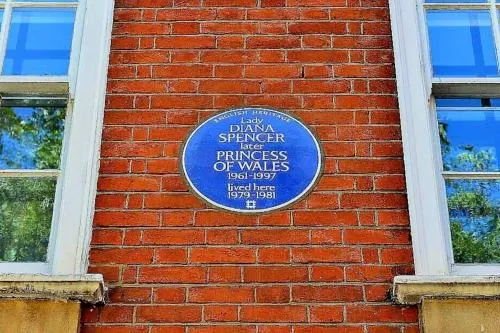 ENGLISH HERITAGE
Lady
DIANA
SPENCER
later
PRINCESS
OF WALES
1961-1997
lived here
1979-1981